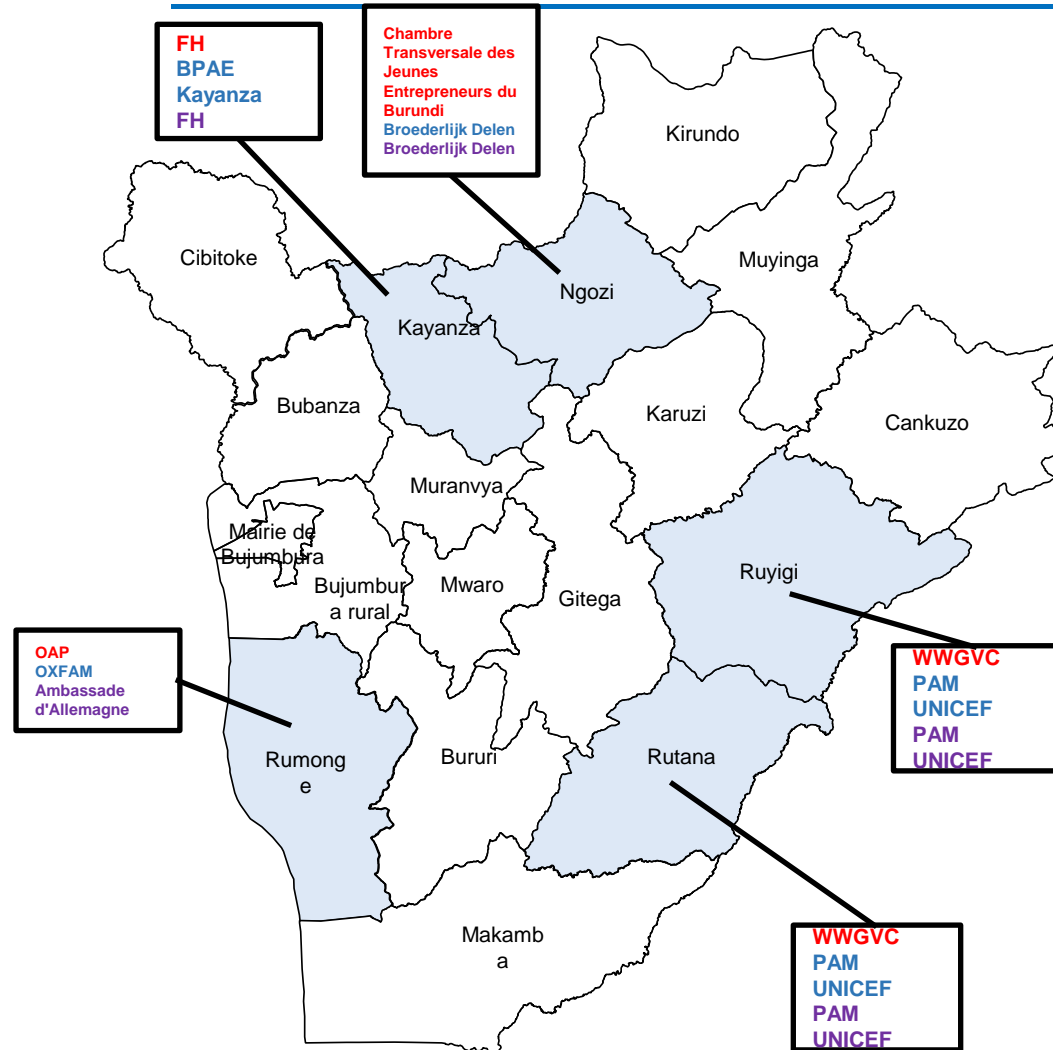 FH
BPAE
Kayanza
FH
Chambre
Transversale des
Jeunes
Entrepreneurs du
Burundi
Broederlijk Delen
Broederlijk Delen
Kirundo
Cibitoke
Muyinga
Ngozi
Kayanza
Bubanza
Karuzi
Cankuzo
Muranvya
Mairie de
Bujumbura
Bujumbur
a rural
Mwaro
Gitega
Ruyigi
OAP
OXFAM
Ambassade
d'Allemagne
WWGVC
PAM
UNICEF
PAM
UNICEF
Rumong
e
Bururi
Rutana
Makamb
a
WWGVC
PAM
UNICEF
PAM
UNICEF